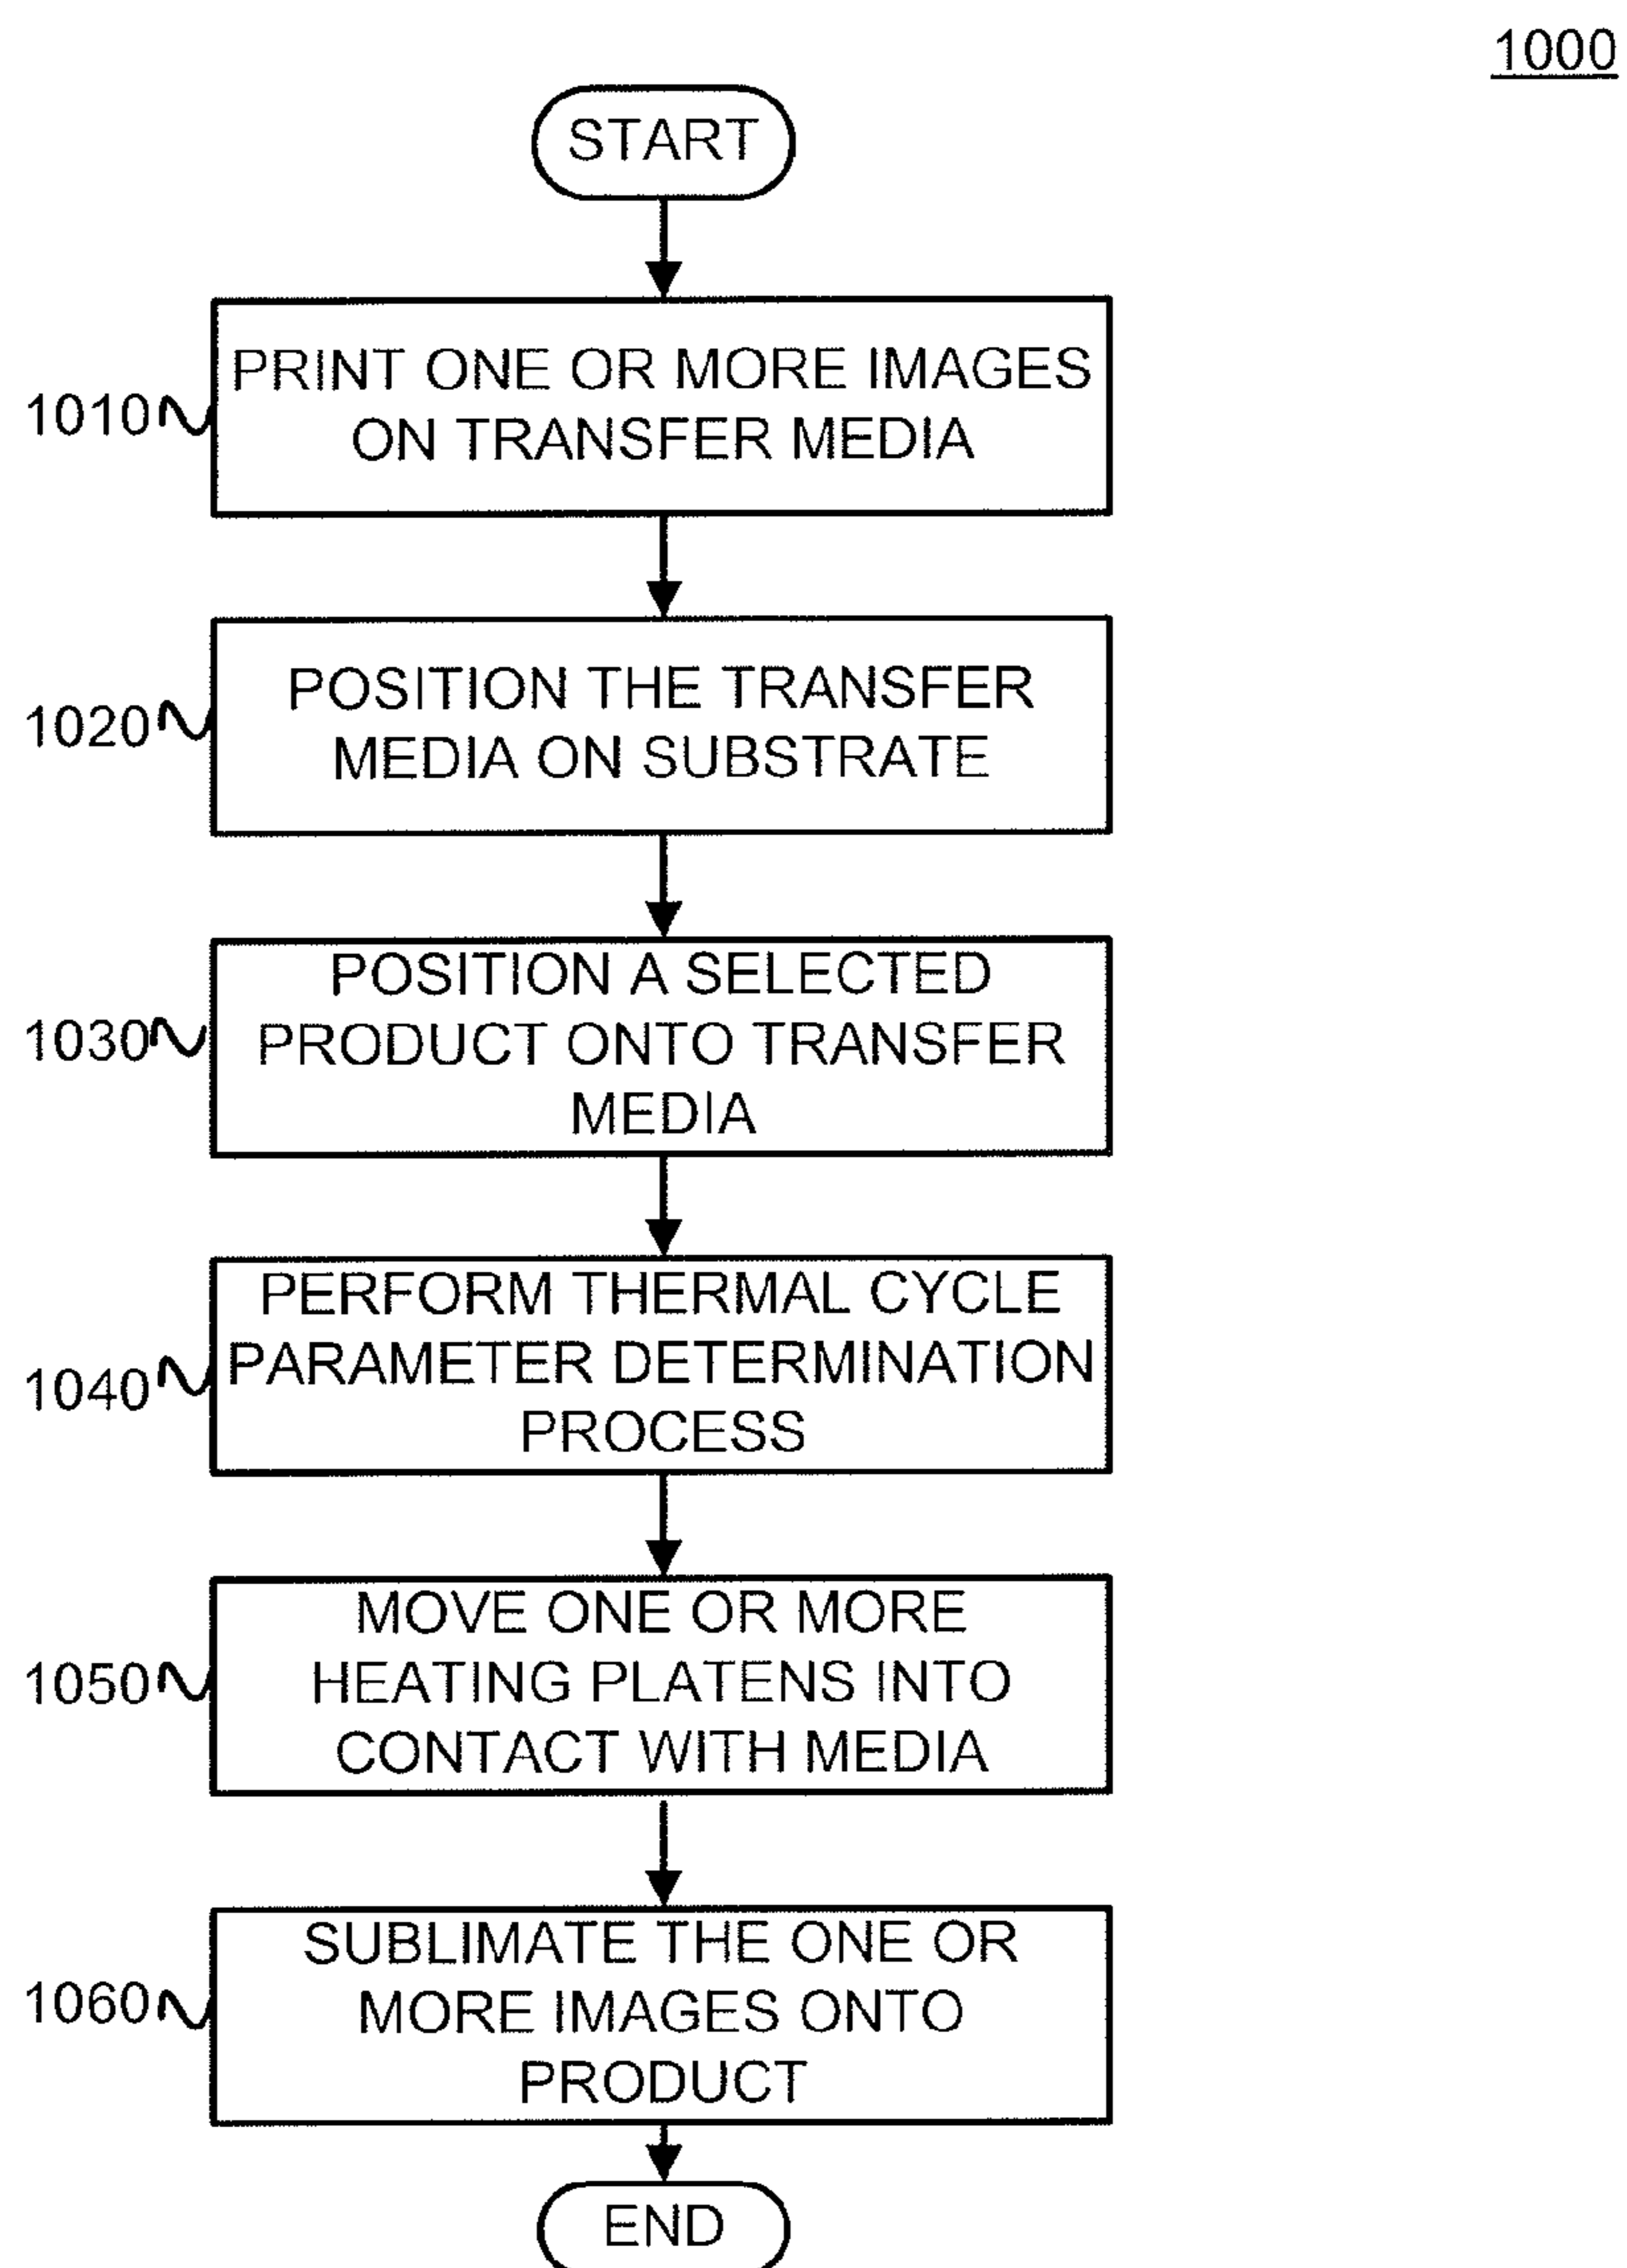 1000
START
1010
PRINT ONE OR MORE IMAGES
ON TRANSFER MEDIA
1020
POSITION THE TRANSFER
MEDIA ON SUBSTRATE
1030
POSITION A SELECTED
PRODUCT ONTO TRANSFER
MEDIA
1040
PERFORM THERMAL CYCLE
PARAMETER DETERMINATION
PROCESS
1050
MOVE ONE OR MORE
HEATING PLATENS INTO
CONTACT WITH MEDIA
1060
SUBLIMATE THE ONE OR
MORE IMAGES ONTO
PRODUCT
END